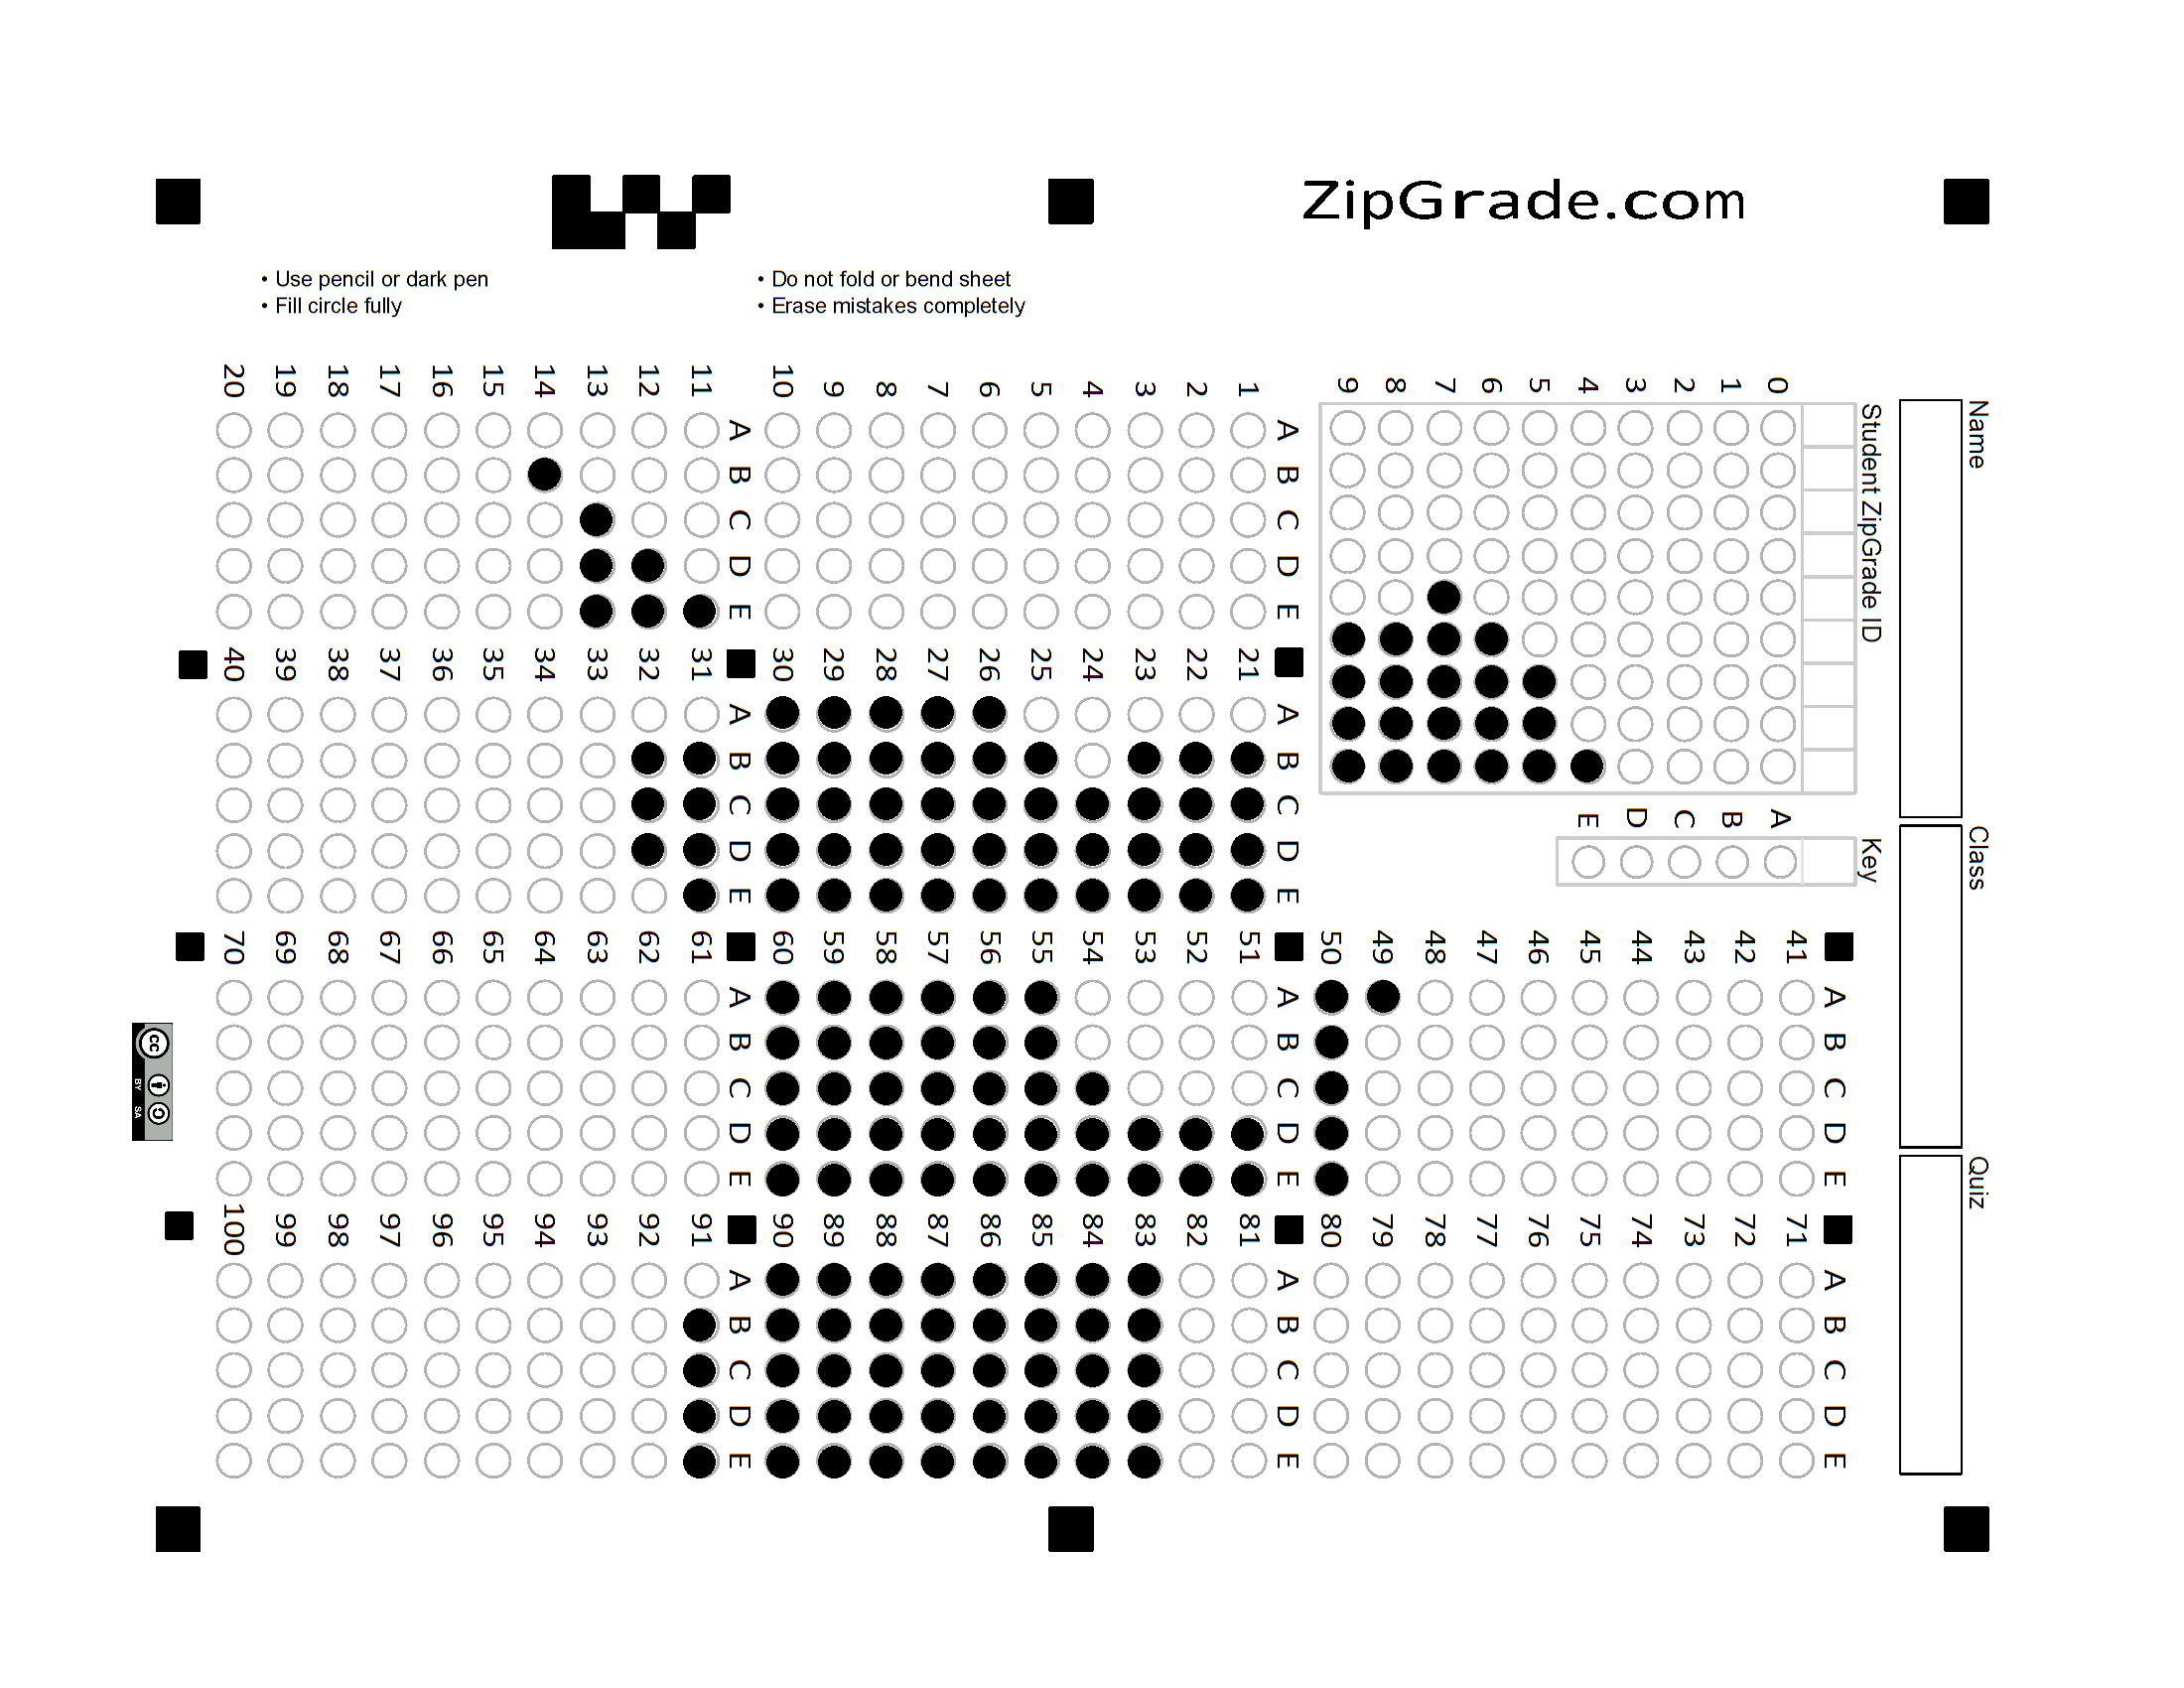 ZipGrade.com
• Use pencil or dark pen
• Fill circle fully
• Do not fold or bend sheet
• Erase mistakes completely
Name
Class
Quiz
Student ZipGrade ID
0 1 2 3 4 5 6 7 8 9
Key
A B C D E
A B C D E
1 2 3 4 5 6 7 8 9 10
A B C D E
11 12 13 14 15 16 17 18 19 20
A B C D E
21 22 23 24 25 26 27 28 29 30
A B C D E
31 32 33 34 35 36 37 38 39 40
A B C D E
41 42 43 44 45 46 47 48 49 50
A B C D E
51 52 53 54 55 56 57 58 59 60
A B C D E
61 62 63 64 65 66 67 68 69 70
A B C D E
71 72 73 74 75 76 77 78 79 80
A B C D E
81 82 83 84 85 86 87 88 89 90
A B C D E
91 92 93 94 95 96 97 98 99 100
cc
BY SA